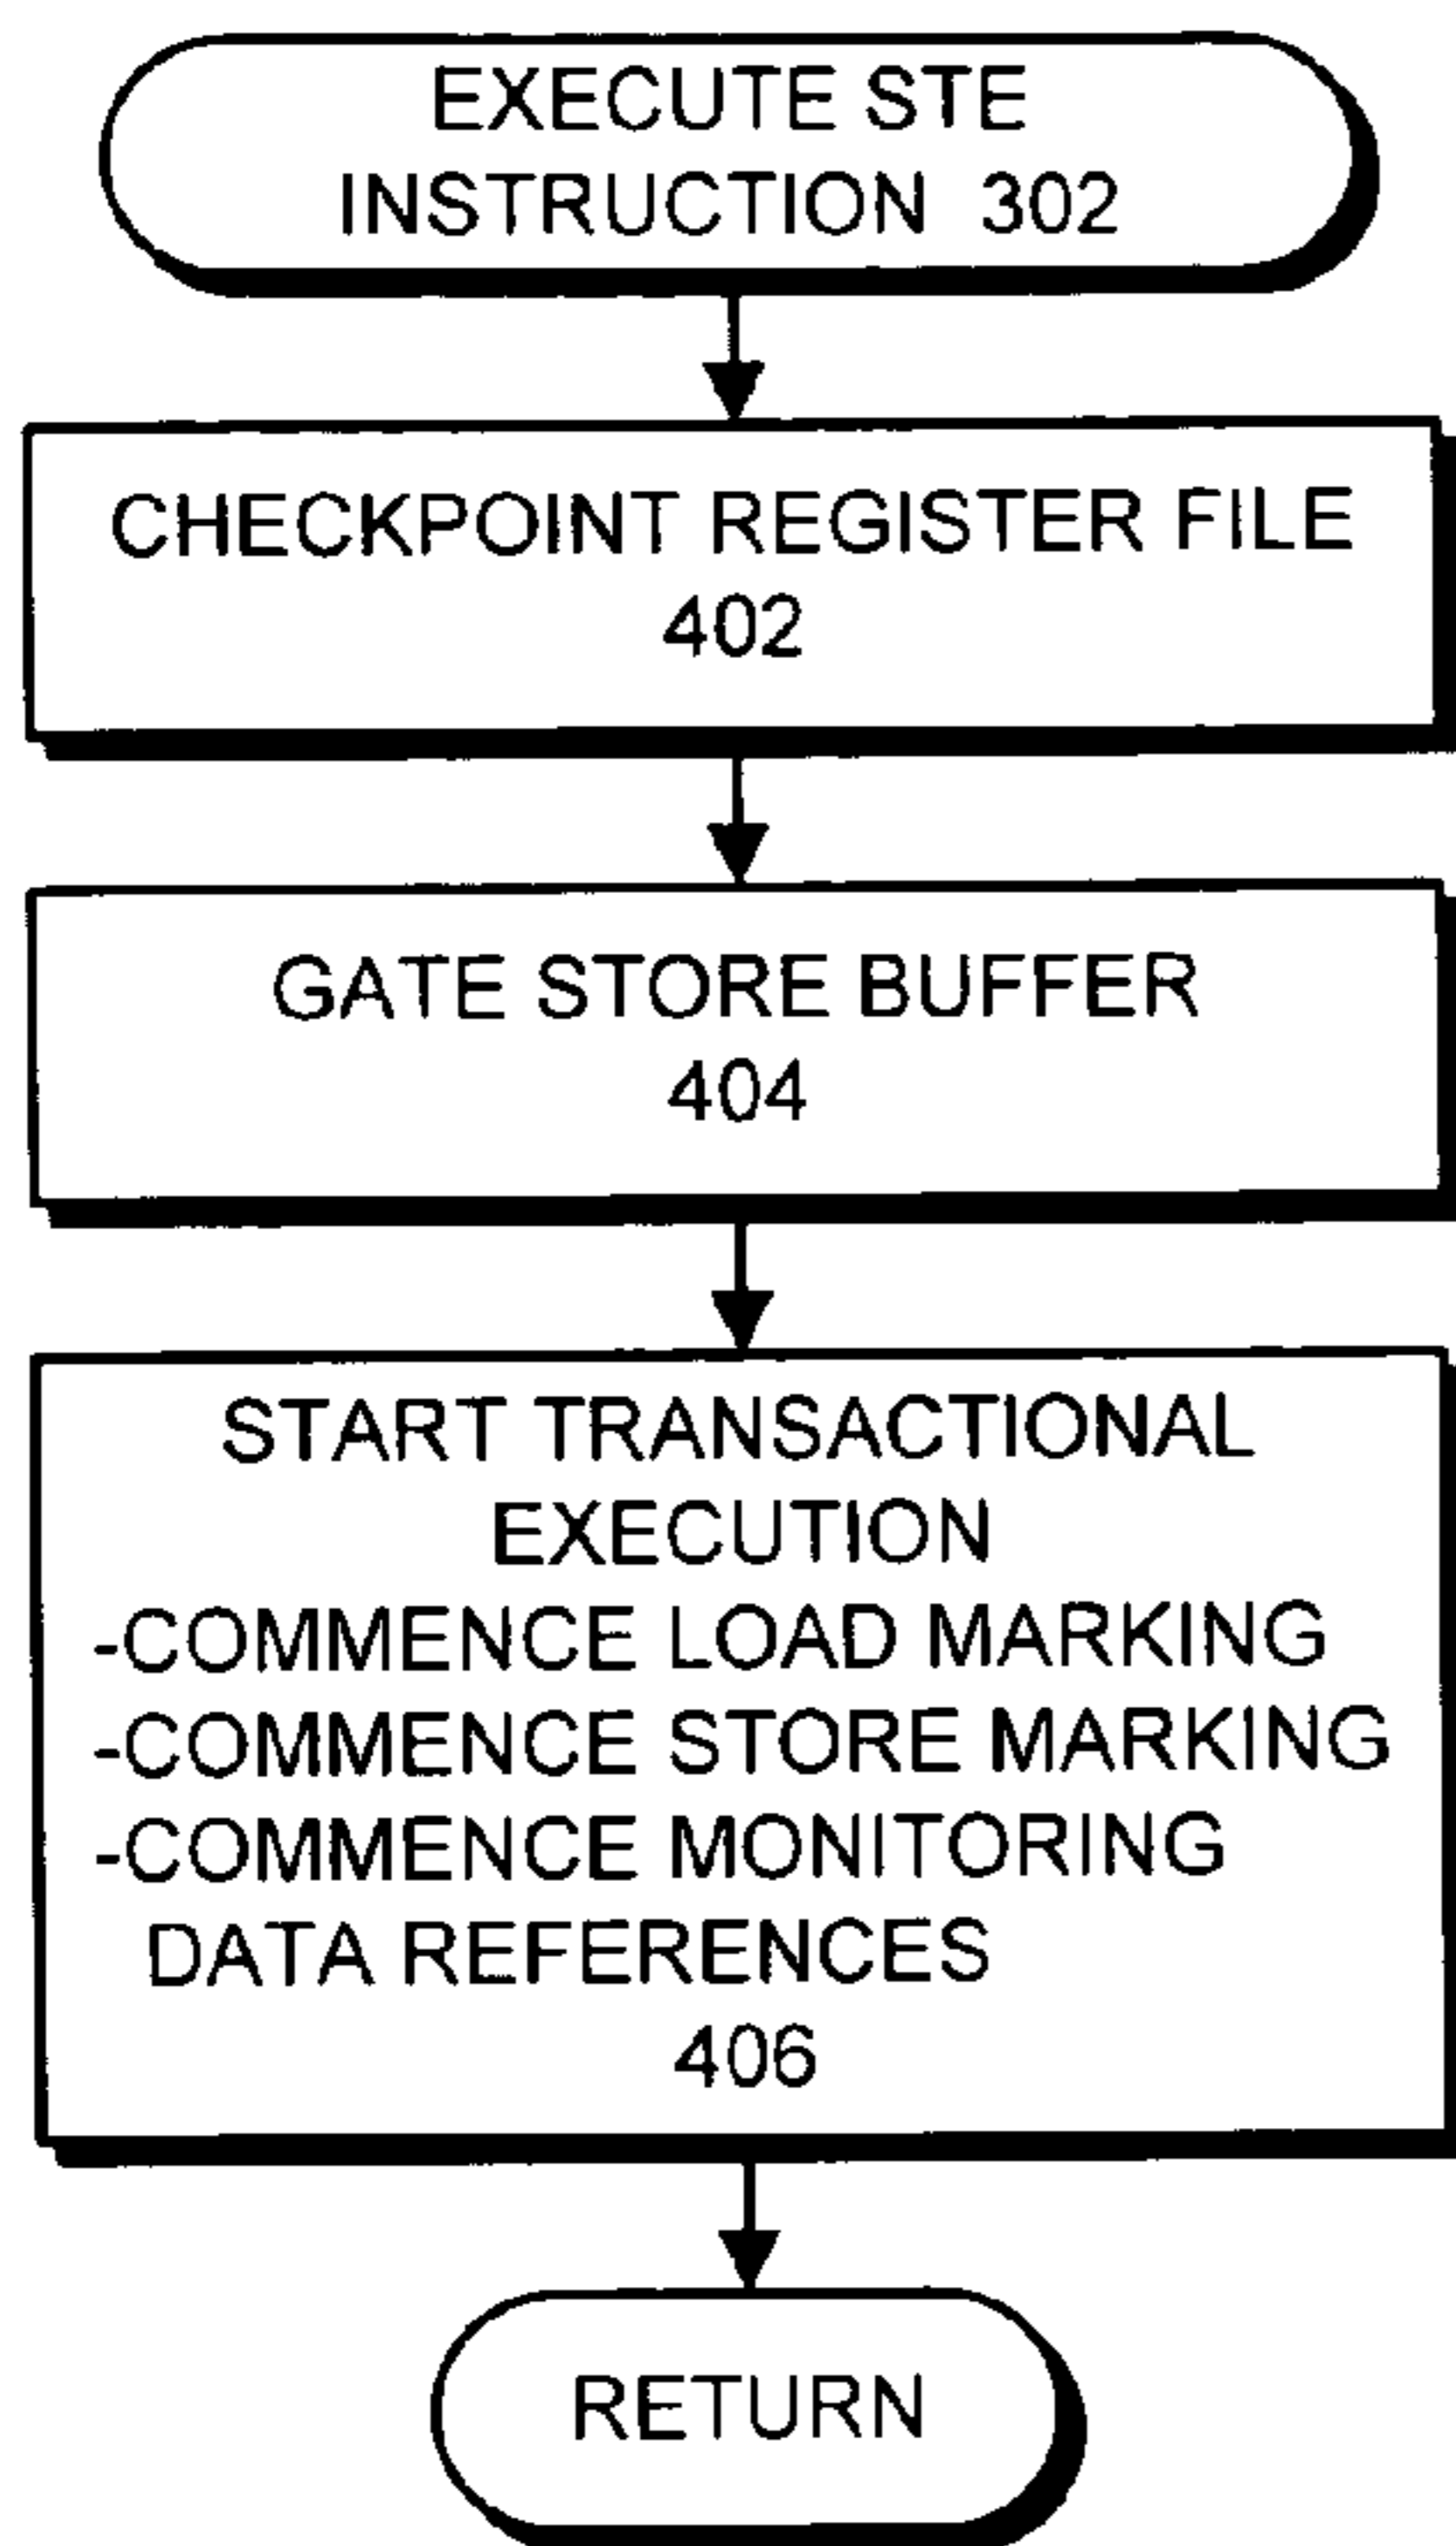 EXECUTE STE
INSTRUCTION 302
CHECKPOINT REGISTER FILE
402
GATE STORE BUFFER
404
START TRANSACTIONAL
EXECUTION
-COMMENCE LOAD MARKING
-COMMENCE STORE MARKING
-COMMENCE MONITORING
DATA REFERENCES
406
RETURN